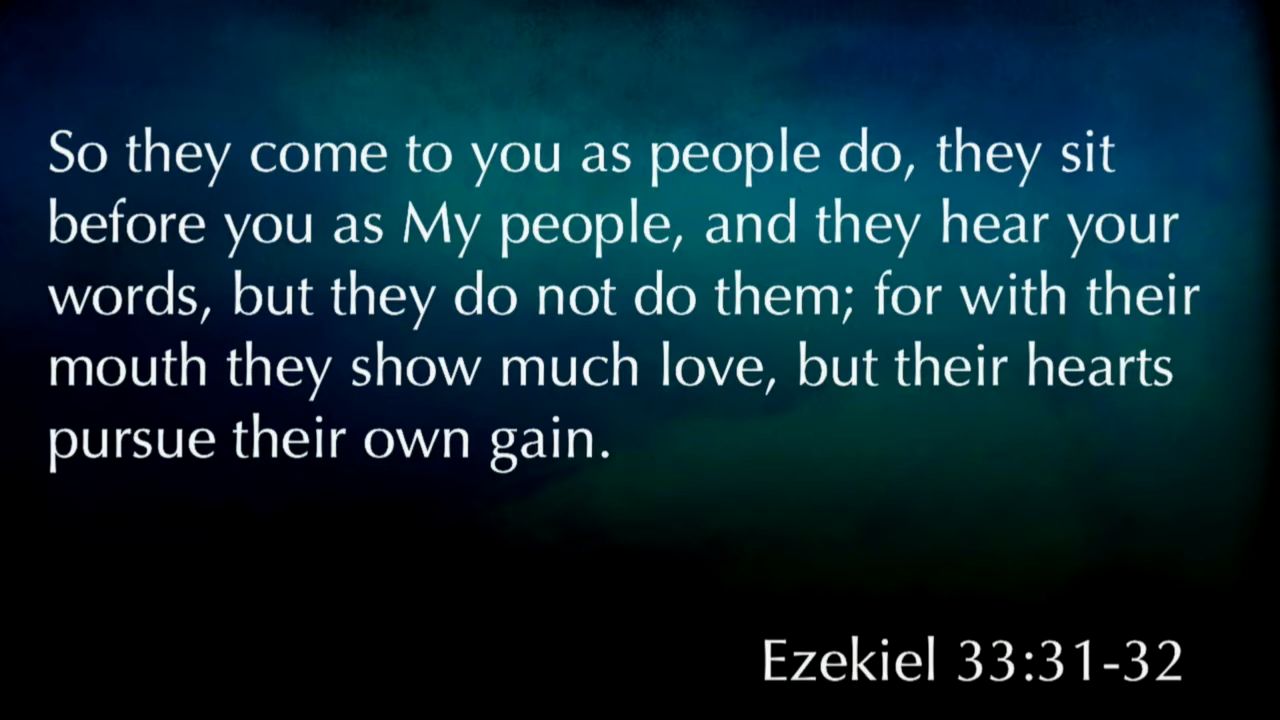 So they come to you as people do, they sit
before you as My people, and they hear your
words, but they do not do them; for with their
mouth they show much love, but their hearts
pursue their own gain.
Ezekiel 33:31-32